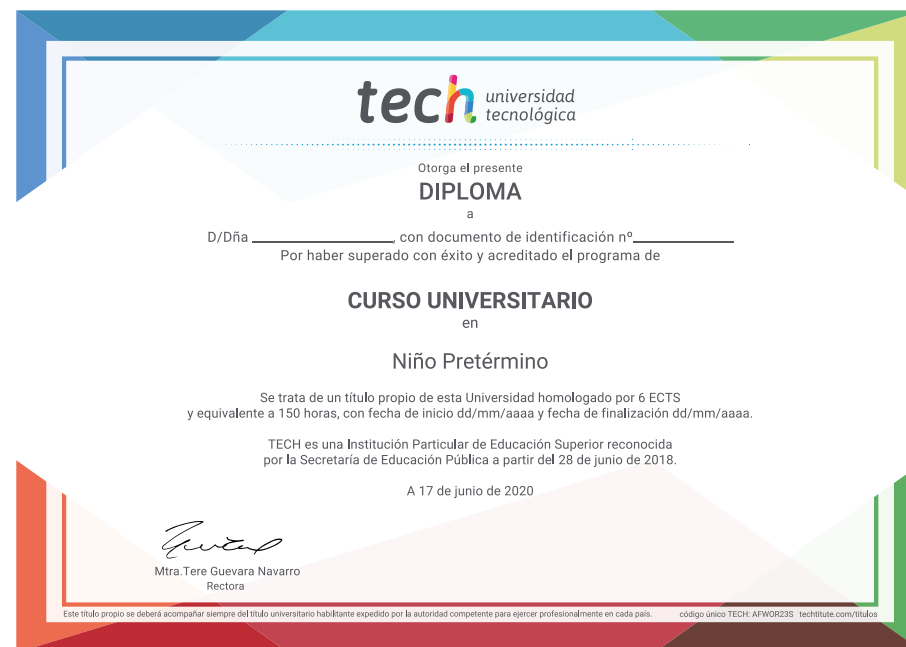 tech universidad
tecnológica
Otorga el presente
DIPLOMA
a
D/Dña ____________________, con documento de identificación nº______________
Por haber superado con éxito y acreditado el programa de
CURSO UNIVERSITARIO
en
Niño Pretérmino
Se trata de un título propio de esta Universidad homologado por 6 ECTS
y equivalente a 150 horas, con fecha de inicio dd/mm/aaaa y fecha de finalización dd/mm/aaaa.
TECH es una Institución Particular de Educación Superior reconocida
por la Secretaría de Educación Pública a partir del 28 de junio de 2018.
A 17 de junio de 2020
Mtra.Tere Guevara Navarro
Rectora
Este título propio se deberá acompañar siempre del título universitario habilitante expedido por la autoridad competente para ejercer profesionalmente en cada país. código único TECH: AFWOR23S techtitute.com/títulos